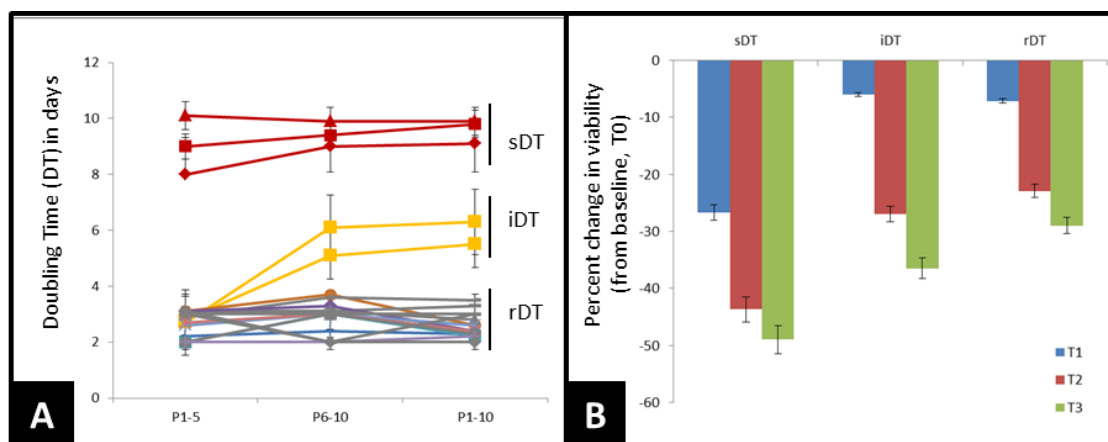 Doubling Time (DT) in days
12
10
8
6
4
2
0
P1-5
P6-10
P1-10
sDT
iDT
rDT
A
Percent change in viability
(from baseline, T0)
sDT
iDT
rDT
0
-10
-20
-30
-40
-50
-60
T1
T2
T3
B